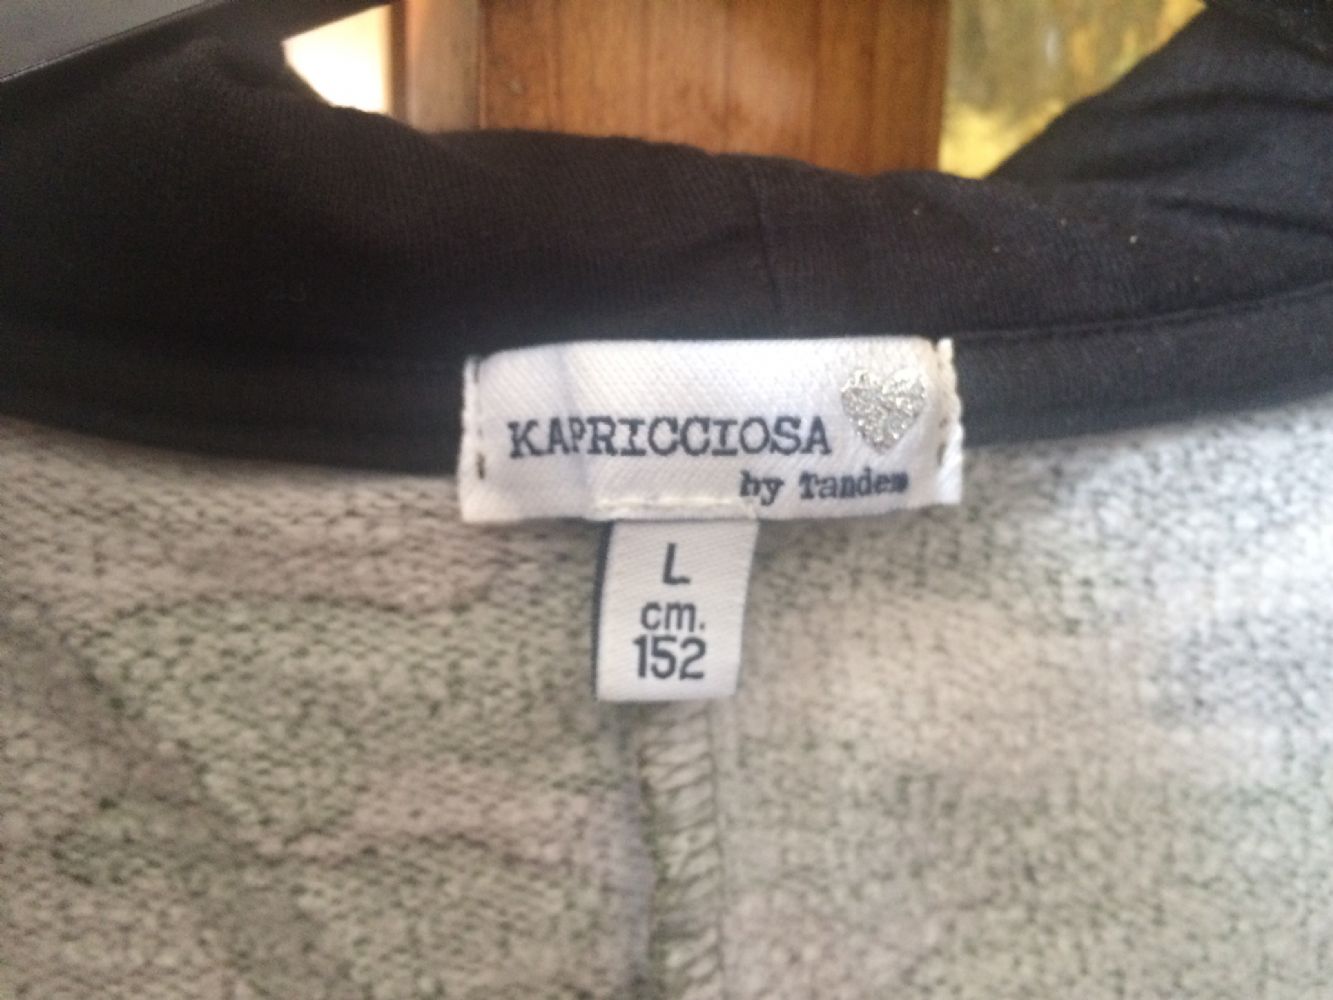 KAPRICCIOSA
by Tandem
L
cm.
152